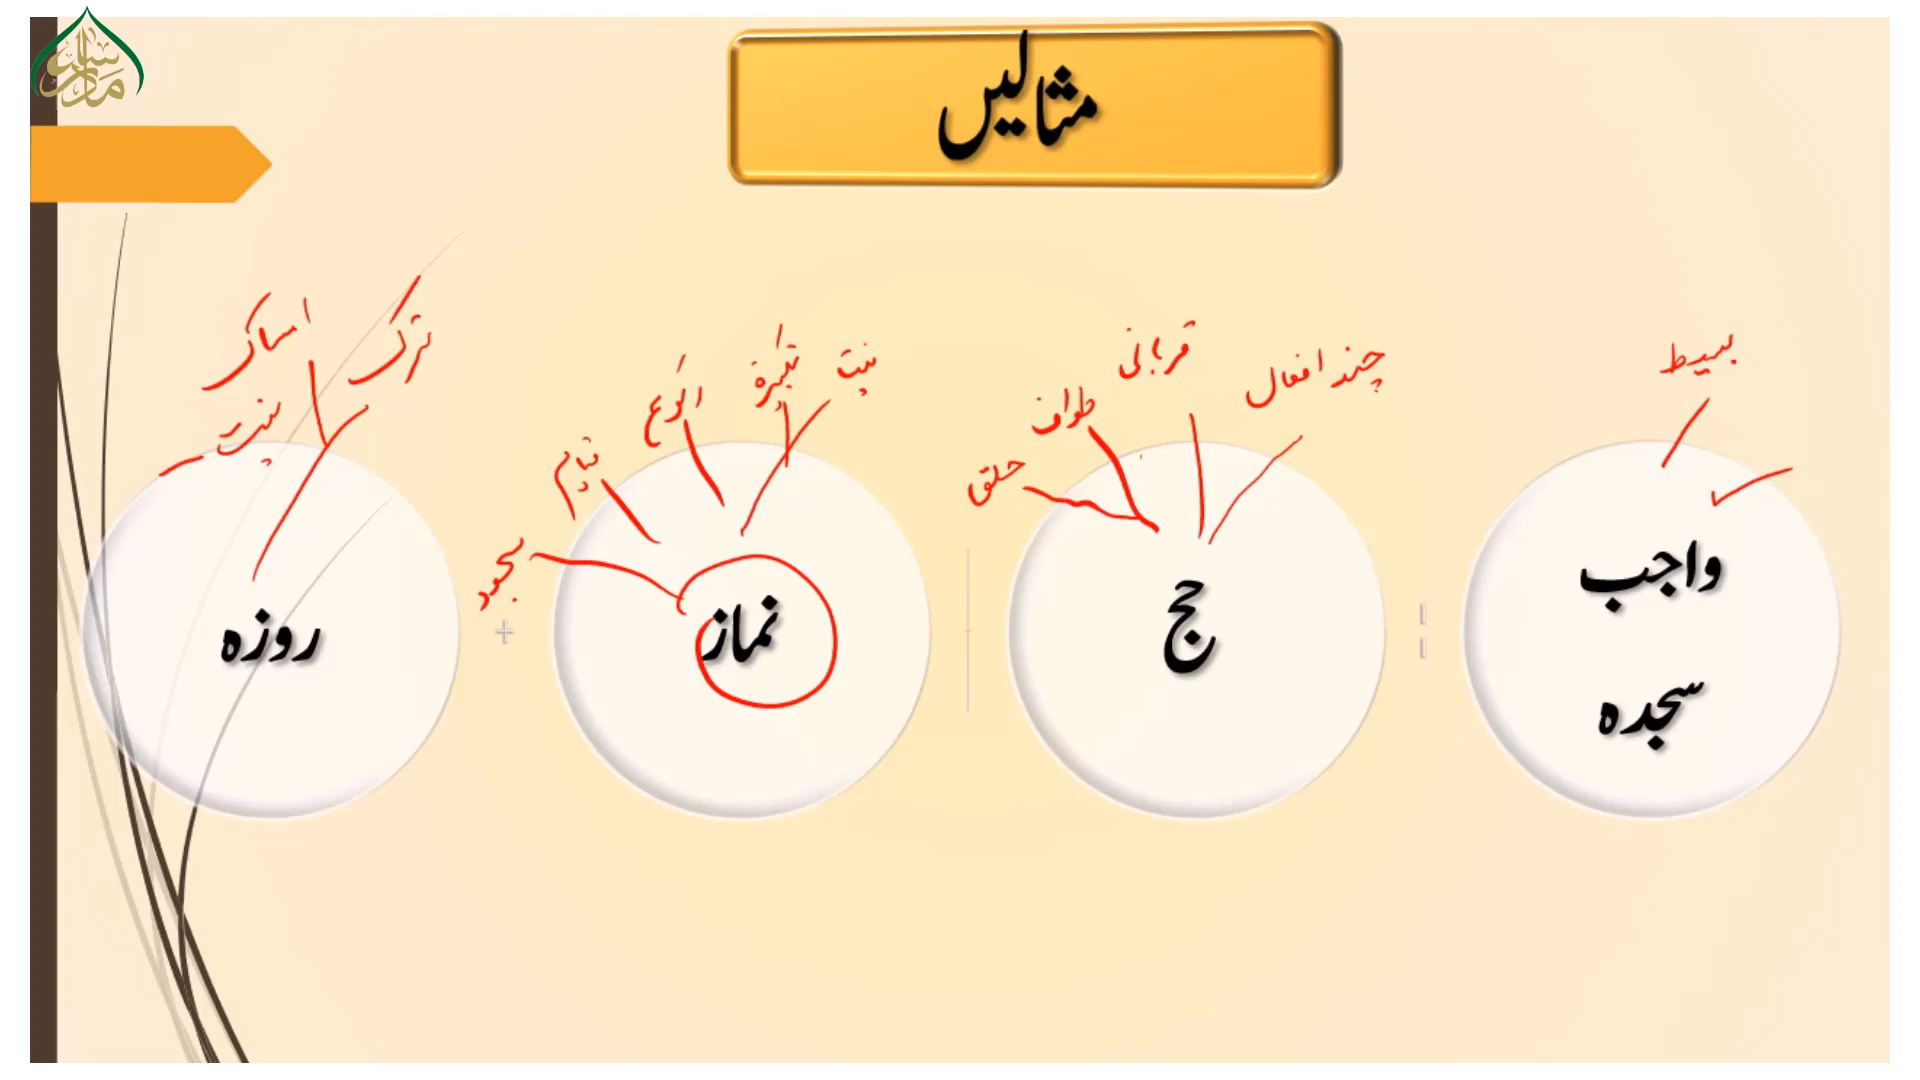 مثالیں
بسیط
واجب
سجدہ
چند افعال
قربانی
طواف
حلق
حج
نیت
تکبیرۃ
رکوع
قیام
سجود
نماز
ترک
امساک
نیت
روزہ